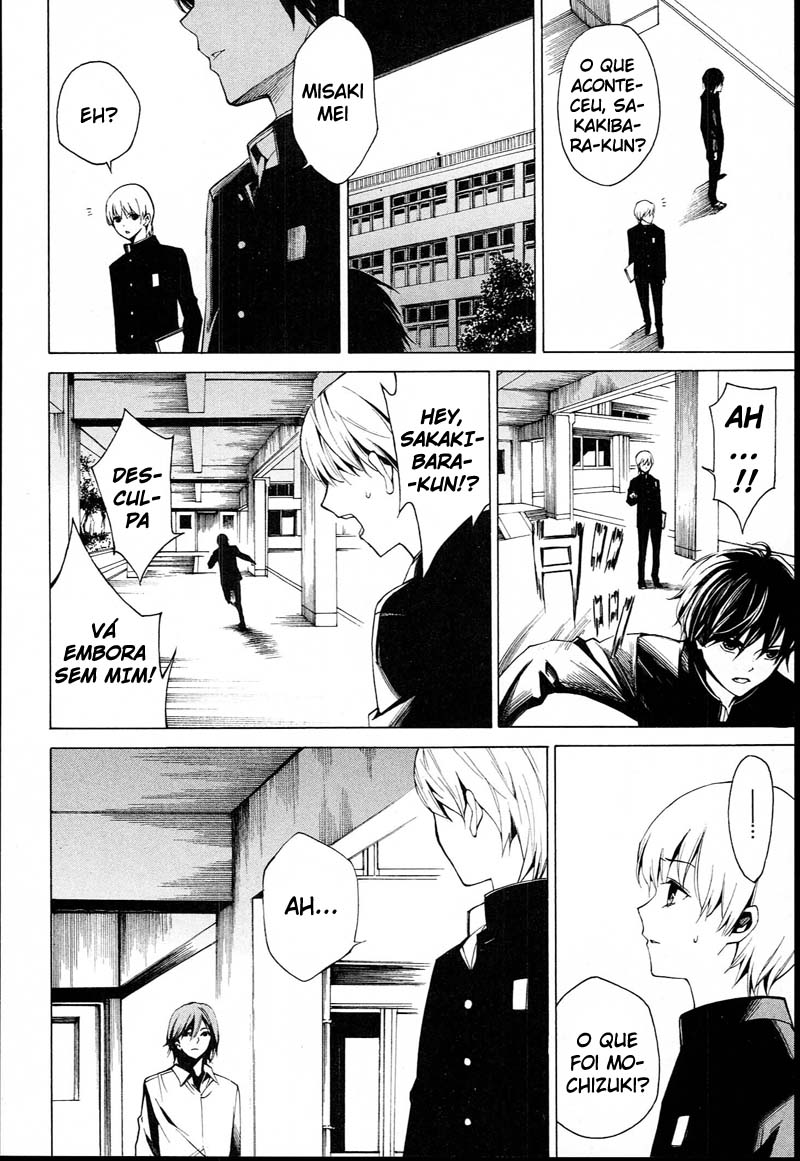 O QUE
ACONTE-
CEU, SA-
KAKIBA-
RA-KUN?
MISAKI
MEI
EH?
AH
...
!!
HEY,
SAKAKI-
BARA-
-KUN!?
DES-
CUL-
PA
VÁ
EMBORA
SEM MIM!
......
O QUE
FOI MO-
CHIZUKI?
AH...